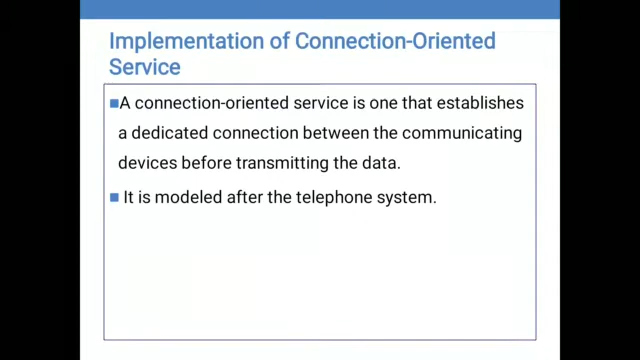 Implementation of Connection-Oriented
Service
A connection-oriented service is one that establishes
a dedicated connection between the communicating
devices before transmitting the data.
It is modeled after the telephone system.